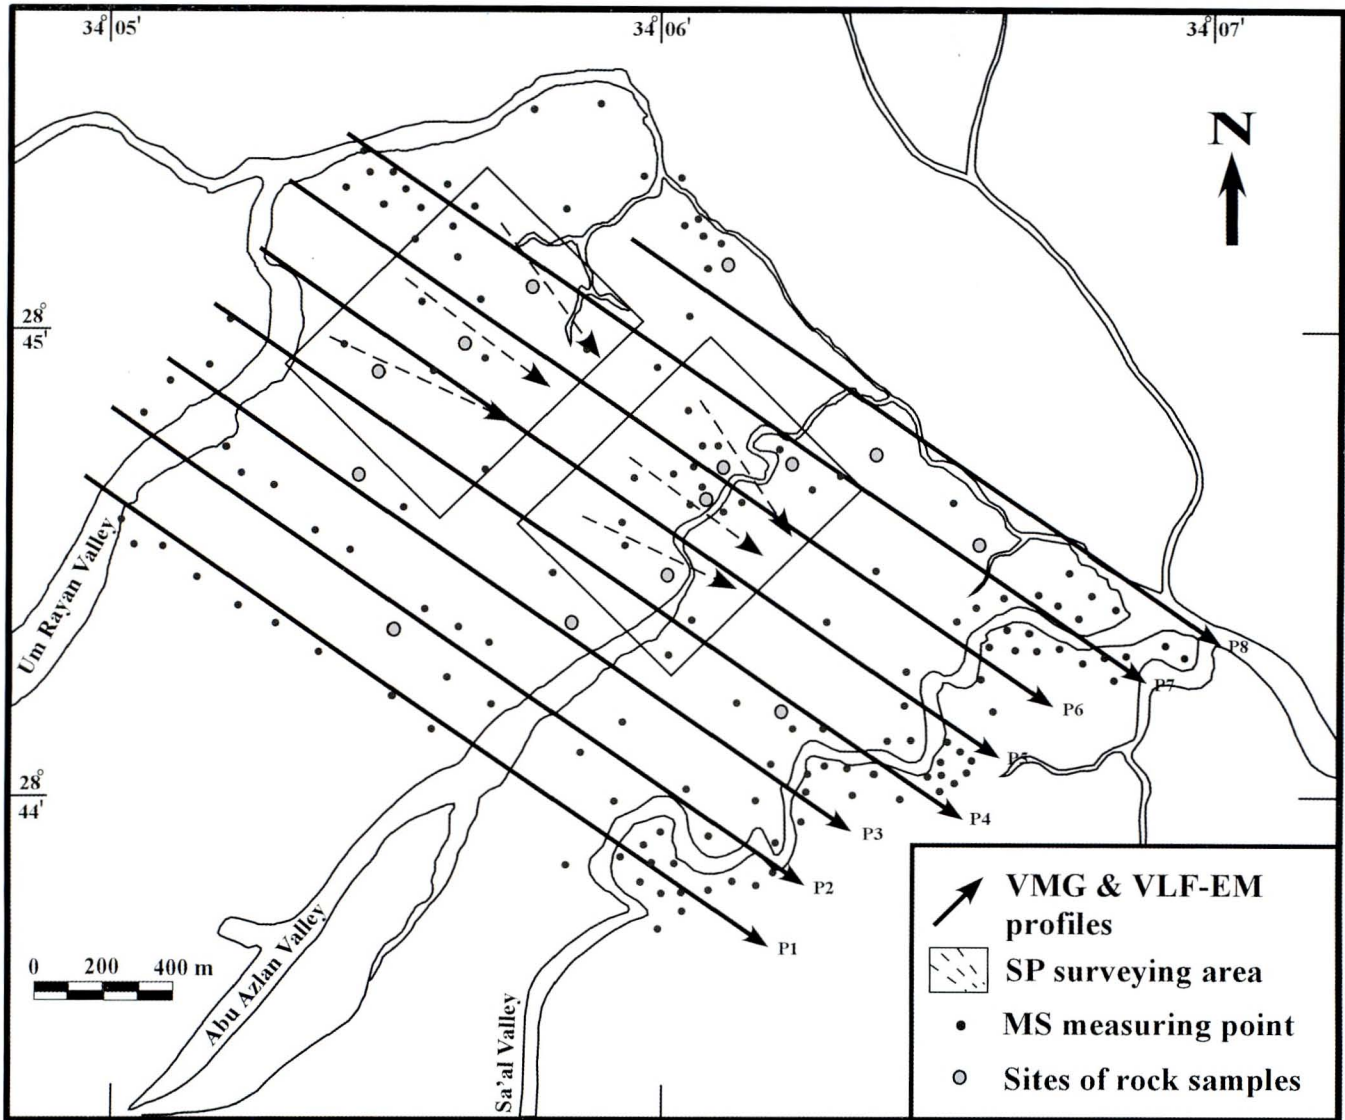 34°05'
34°06'
34°07'
N
28°
45'
Um Rayan Valley
P8
P7
P6
P5
28°
44'
P4
P3
P2
P1
0 200 400 m
Abu Azlan Valley
Sa'al Valley
VMG & VLF-EM
profiles
SP surveying area
MS measuring point
Sites of rock samples